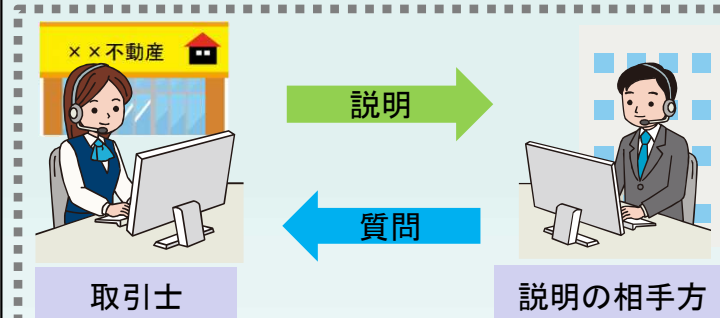 ××不動産
説明
質問
取引士
説明の相手方